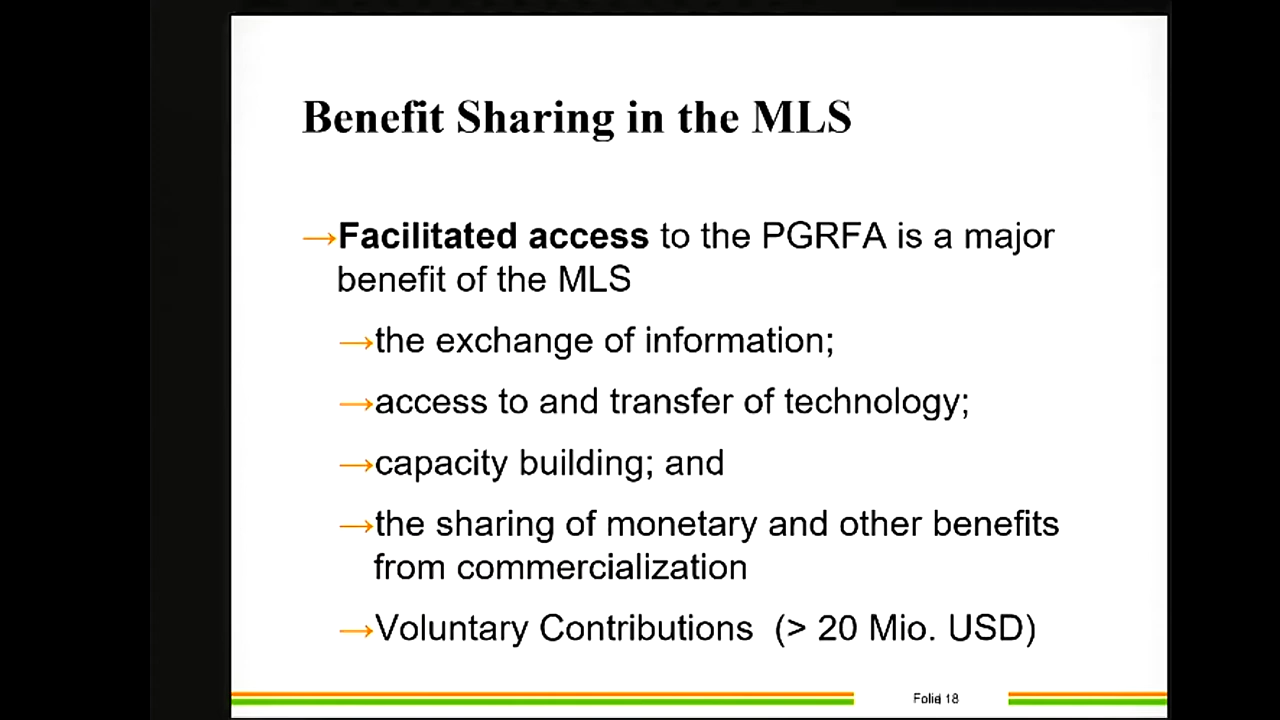 Benefit Sharing in the MLS
→Facilitated access to the PGRFA is a major
benefit of the MLS
→the exchange of information;
→access to and transfer of technology;
→capacity building; and
→the sharing of monetary and other benefits
from commercialization
→Voluntary Contributions (> 20 Mio. USD)
Folie 18